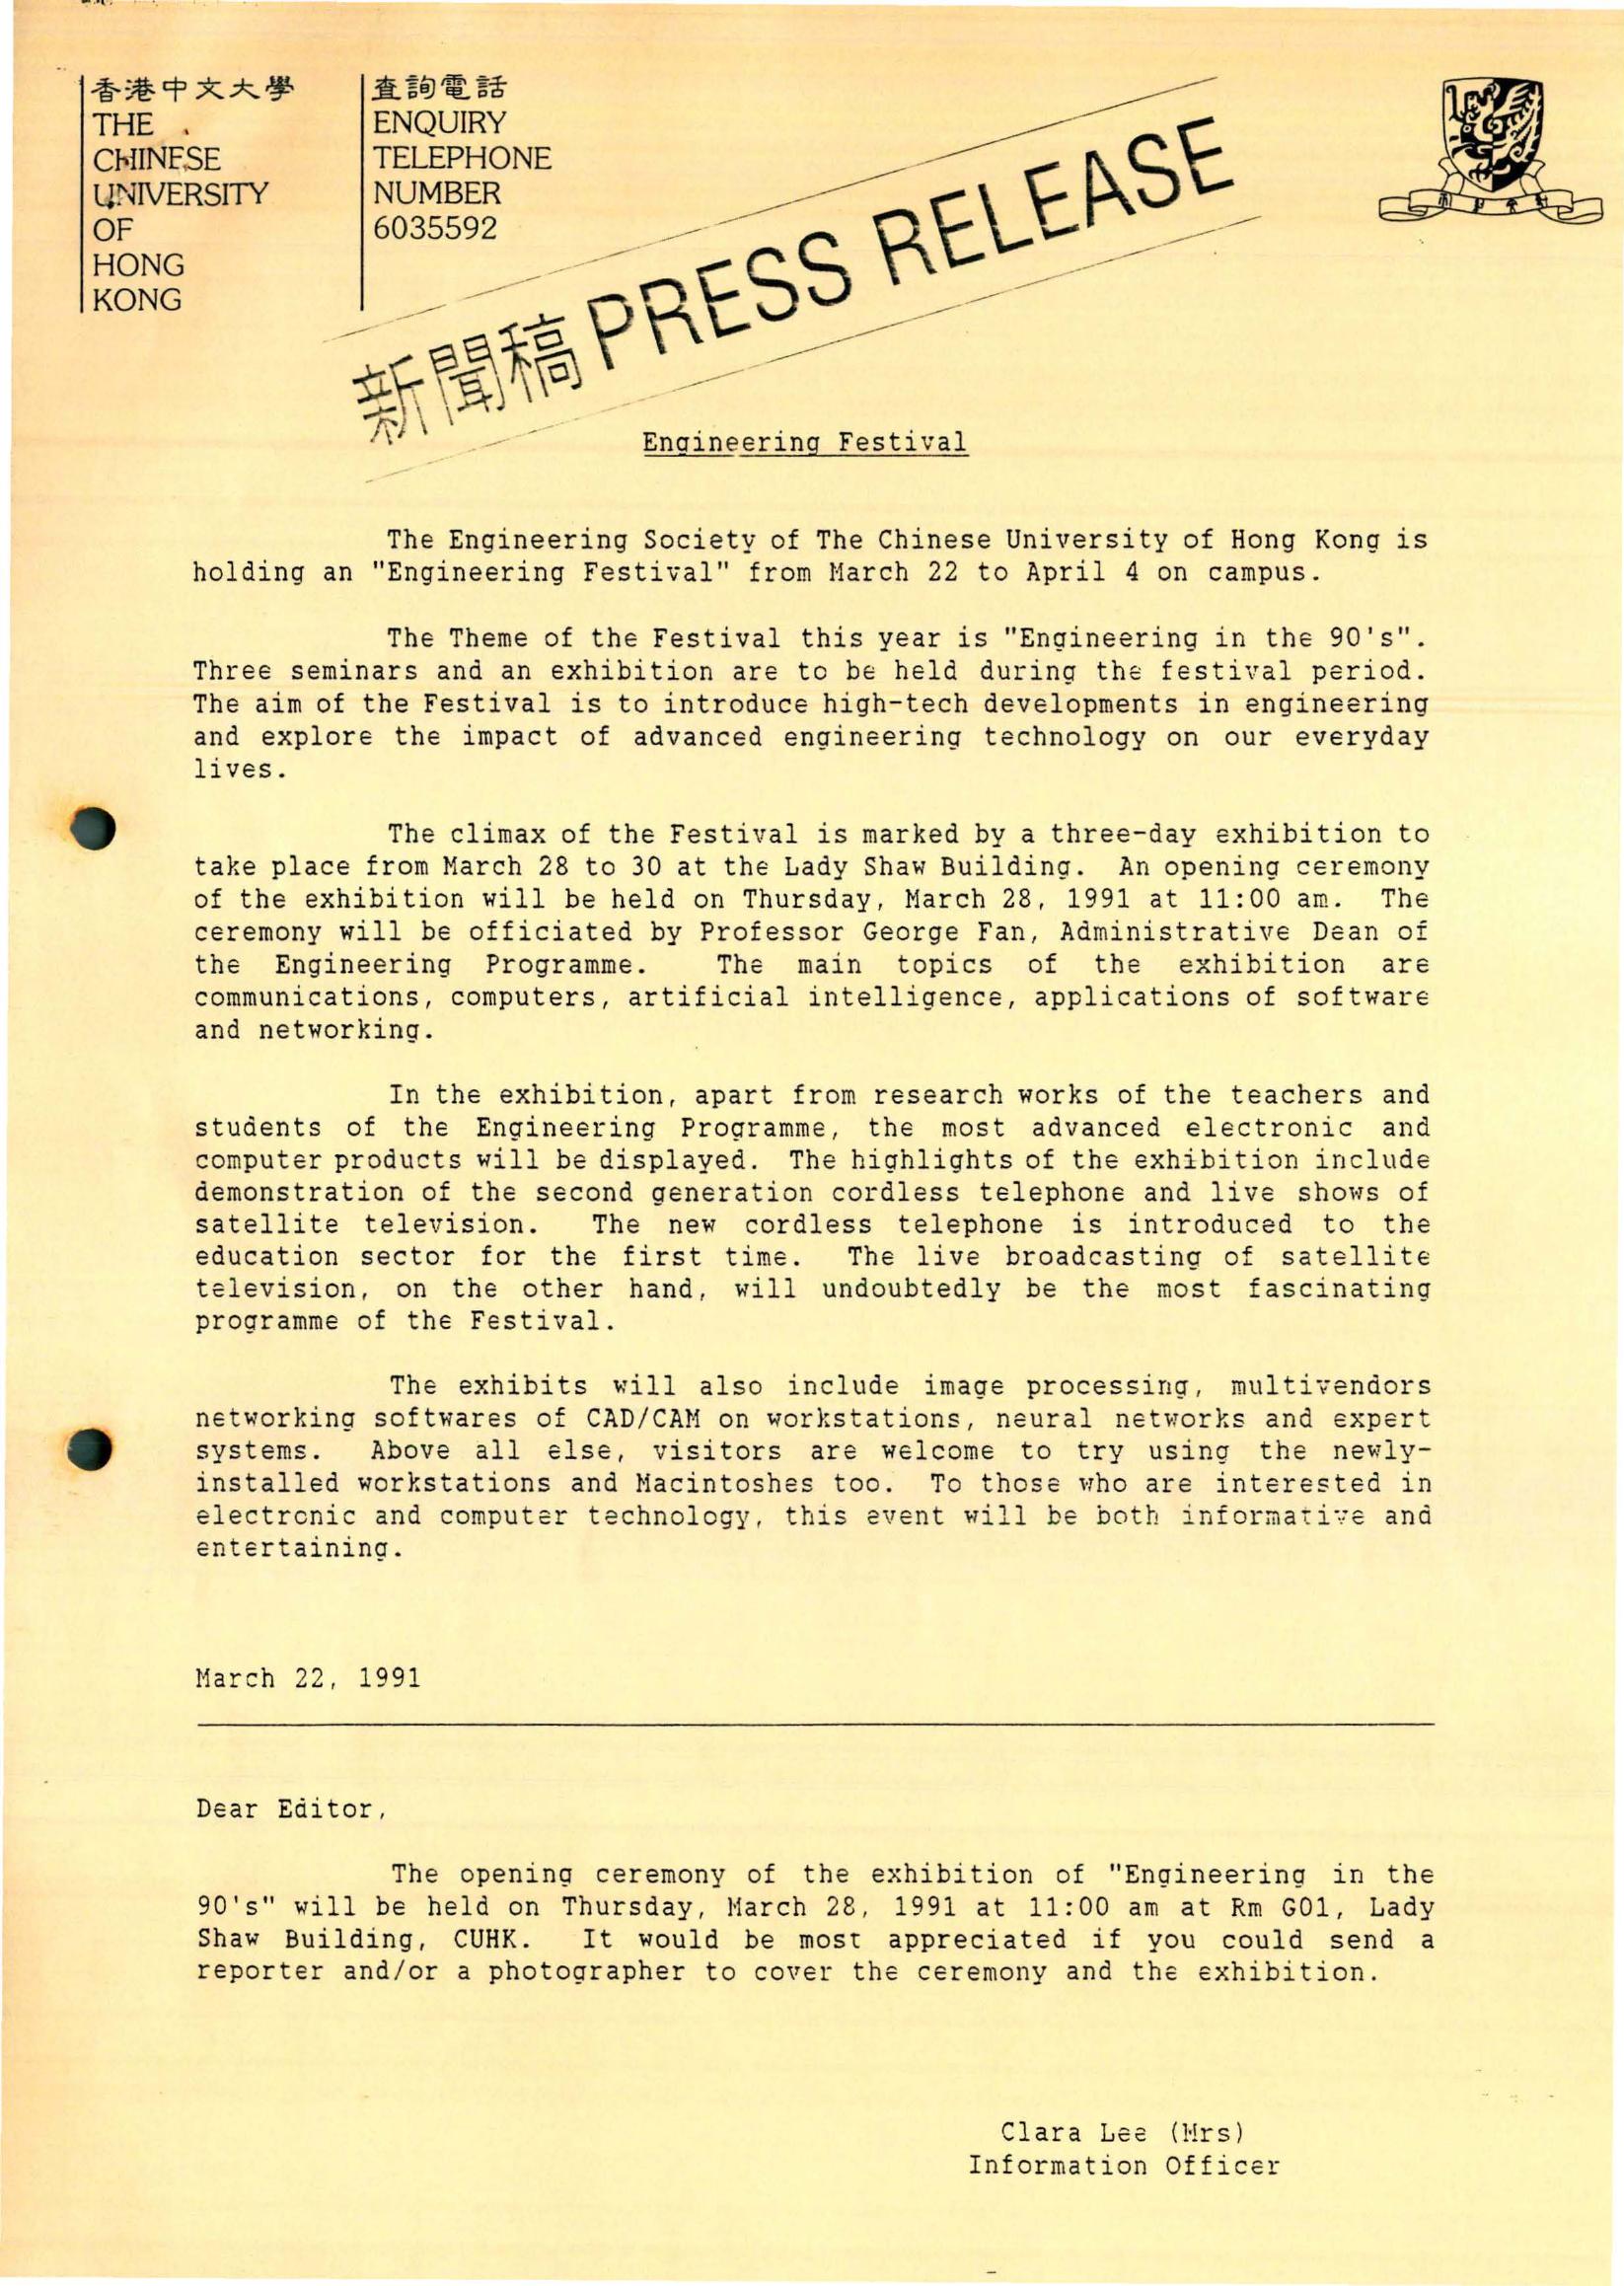 香港中文大學
THE
CHINESE
UNIVERSITY
OF
HONG
KONG
查詢電話
ENQUIRY
TELEPHONE
NUMBER
6035592
新聞稿 PRESS RELEASE
Engineering Festival
The Engineering Society of The Chinese University of Hong Kong is
holding an "Engineering Festival" from March 22 to April 4 on campus.
The Theme of the Festival this year is "Engineering in the 90's".
Three seminars and an exhibition are to be held during the festival period.
The aim of the Festival is to introduce high-tech developments in engineering
and explore the impact of advanced engineering technology on our everyday
lives.
The climax of the Festival is marked by a three-day exhibition to
take place from March 28 to 30 at the Lady Shaw Building. An opening ceremony
of the exhibition will be held on Thursday, March 28, 1991 at 11:00 am. The
ceremony will be officiated by Professor George Fan, Administrative Dean of
the Engineering Programme. The main topics of the exhibition are
communications, computers, artificial intelligence, applications of software
and networking.
In the exhibition, apart from research works of the teachers and
students of the Engineering Programme, the most advanced electronic and
computer products will be displayed. The highlights of the exhibition include
demonstration of the second generation cordless telephone and live shows of
satellite television. The new cordless telephone is introduced to the
education sector for the first time. The live broadcasting of satellite
television, on the other hand, will undoubtedly be the most fascinating
programme of the Festival.
The exhibits will also include image processing, multivendors
networking softwares of CAD/CAM on workstations, neural networks and expert
systems. Above all else, visitors are welcome to try using the newly-
installed workstations and Macintoshes too. To those who are interested in
electronic and computer technology, this event will be both informative and
entertaining.
March 22, 1991
Dear Editor,
The opening ceremony of the exhibition of "Engineering in the
90's" will be held on Thursday, March 28, 1991 at 11:00 am at Rm G01, Lady
Shaw Building, CUHK. It would be most appreciated if you could send a
reporter and/or a photographer to cover the ceremony and the exhibition.
Clara Lee (Mrs)
Information Officer